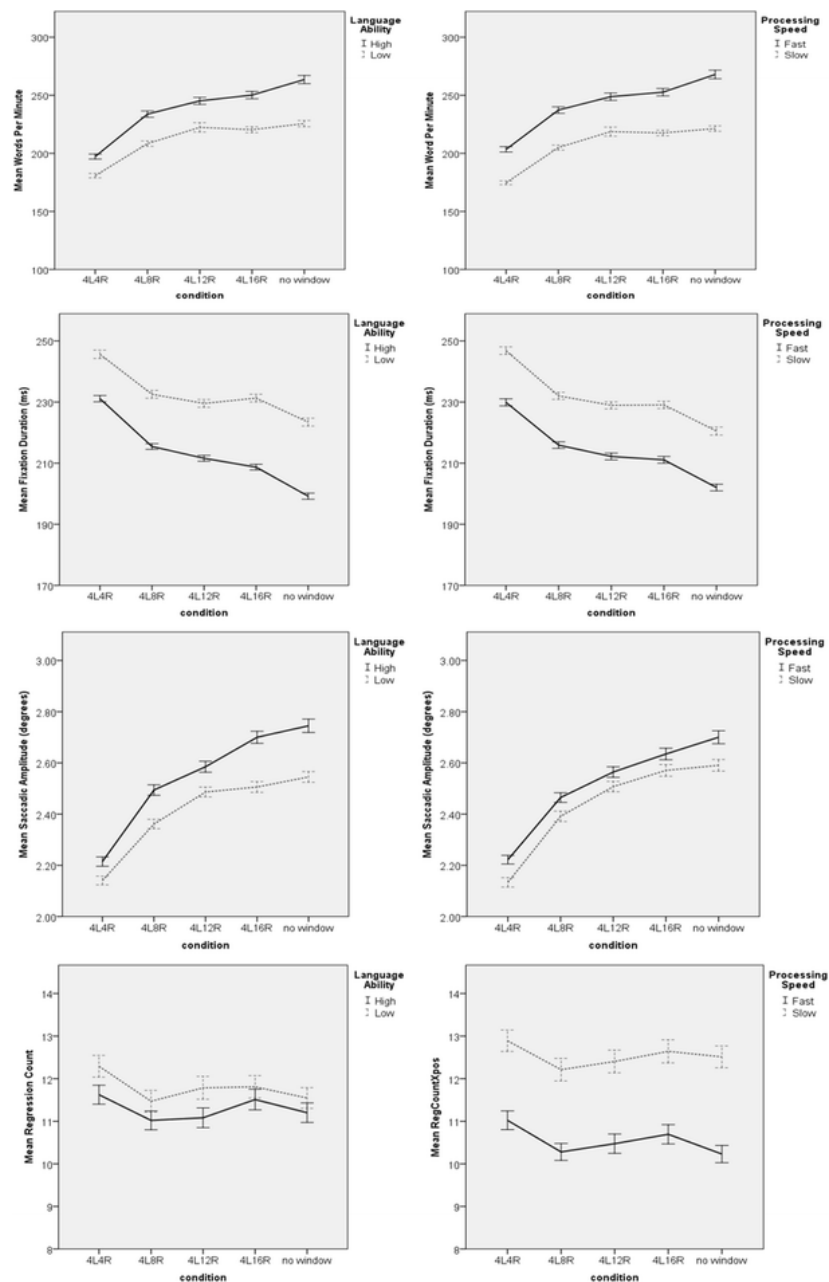 Language
Ability
High
Low
Mean Words Per Minute
300
250
200
150
100
4L4R
4L8R
4L12R
4L16R
no window
condition
Processing
Speed
Fast
Slow
Mean Word Per Minute
300
250
200
150
100
4L4R
4L8R
4L12R
4L16R
no window
condition
Language
Ability
High
Low
Mean Fixation Duration (ms)
250
230
210
190
170
4L4R
4L8R
4L12R
4L16R
no window
condition
Processing
Speed
Fast
Slow
Mean Fixation Duration (ms)
250
230
210
190
170
4L4R
4L8R
4L12R
4L16R
no window
condition
Language
Ability
High
Low
Mean Saccadic Amplitude (degrees)
3.00
2.80
2.60
2.40
2.20
2.00
4L4R
4L8R
4L12R
4L16R
no window
condition
Processing
Speed
Fast
Slow
Mean Saccadic Amplitude (degrees)
3.00
2.80
2.60
2.40
2.20
2.00
4L4R
4L8R
4L12R
4L16R
no window
condition
Language
Ability
High
Low
Mean Regression Count
14
13
12
11
10
9
8
4L4R
4L8R
4L12R
4L16R
no window
condition
Processing
Speed
Fast
Slow
Mean RegCountXpos
14
13
12
11
10
9
8
4L4R
4L8R
4L12R
4L16R
no window
condition